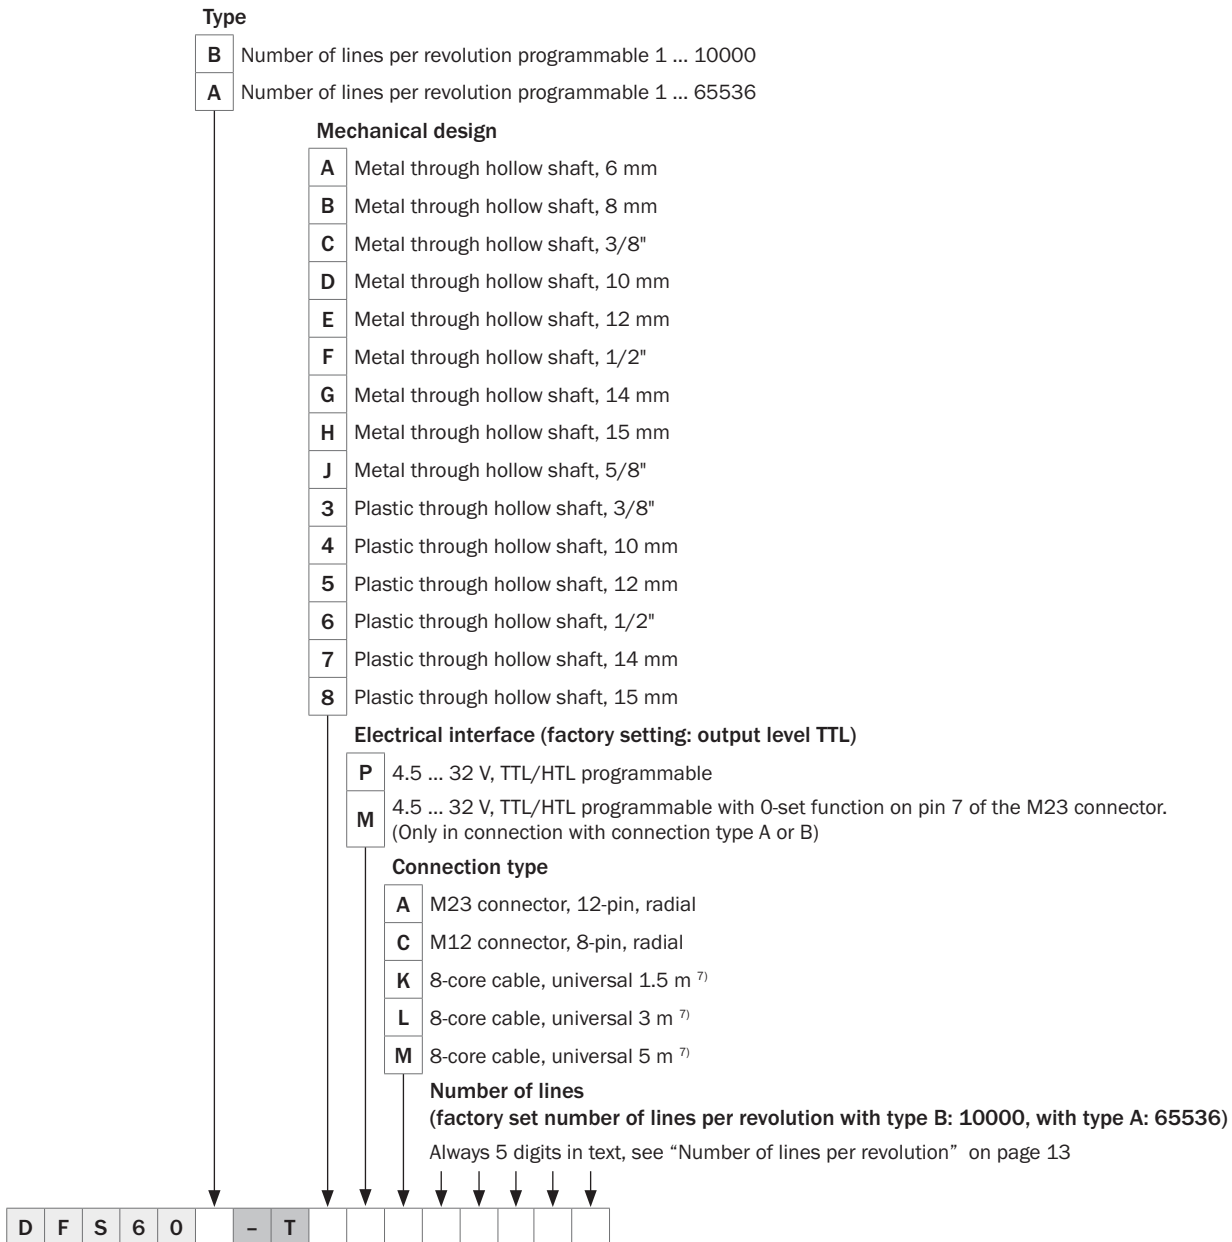 Type
B Number of lines per revolution programmable 1 ... 10000
A Number of lines per revolution programmable 1 ... 65536
Mechanical design
A Metal through hollow shaft, 6 mm
B Metal through hollow shaft, 8 mm
C Metal through hollow shaft, 3/8"
D Metal through hollow shaft, 10 mm
E Metal through hollow shaft, 12 mm
F Metal through hollow shaft, 1/2"
G Metal through hollow shaft, 14 mm
H Metal through hollow shaft, 15 mm
J Metal through hollow shaft, 5/8"
3 Plastic through hollow shaft, 3/8"
4 Plastic through hollow shaft, 10 mm
5 Plastic through hollow shaft, 12 mm
6 Plastic through hollow shaft, 1/2"
7 Plastic through hollow shaft, 14 mm
8 Plastic through hollow shaft, 15 mm
Electrical interface (factory setting: output level TTL)
P 4.5 ... 32 V, TTL/HTL programmable
M 4.5 ... 32 V, TTL/HTL programmable with 0-set function on pin 7 of the M23 connector.
(Only in connection with connection type A or B)
Connection type
A M23 connector, 12-pin, radial
C M12 connector, 8-pin, radial
K 8-core cable, universal 1.5 m 7)
L 8-core cable, universal 3 m 7)
M 8-core cable, universal 5 m 7)
Number of lines
(factory set number of lines per revolution with type B: 10000, with type A: 65536)
Always 5 digits in text, see “Number of lines per revolution” on page 13
D F S 6 0 – T